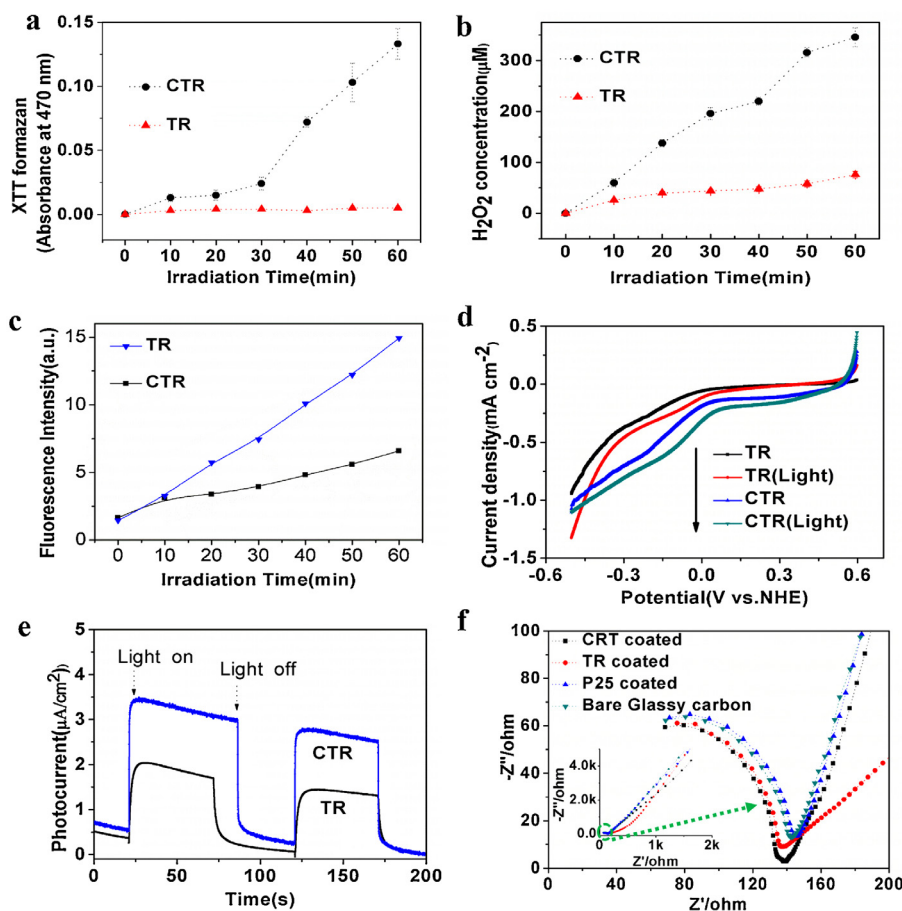 a
XTT formazan
(Absorbance at 470 nm)
0.15
0.10
0.05
0.00
CTR
TR
0 10 20 30 40 50 60
Irradiation Time(min)
b
H2O2 concentration(μM)
300
200
100
0
CTR
TR
0 10 20 30 40 50 60
Irradiation Time(min)
c
Fluorescence Intensity(a.u.)
15
10
5
0
TR
CTR
0 10 20 30 40 50 60
Irradiation Time(min)
d
Current density(mA cm-2)
0.5
0.0
-0.5
-1.0
-1.5
TR
TR(Light)
CTR
CTR(Light)
-0.6 -0.3 0.0 0.3 0.6
Potential(V vs.NHE)
e
Photocurrent(μA/cm2)
5
4
3
2
1
0
Light on
Light off
CTR
TR
0 50 100 150 200
Time(s)
f
-Z''/ohm
100
80
60
40
20
0
CRT coated
TR coated
P25 coated
Bare Glassy carbon
-Z''/ohm
4.0k
2.0k
0.0
0 1k 2k
Z'/ohm
40 80 120 160 200
Z'/ohm